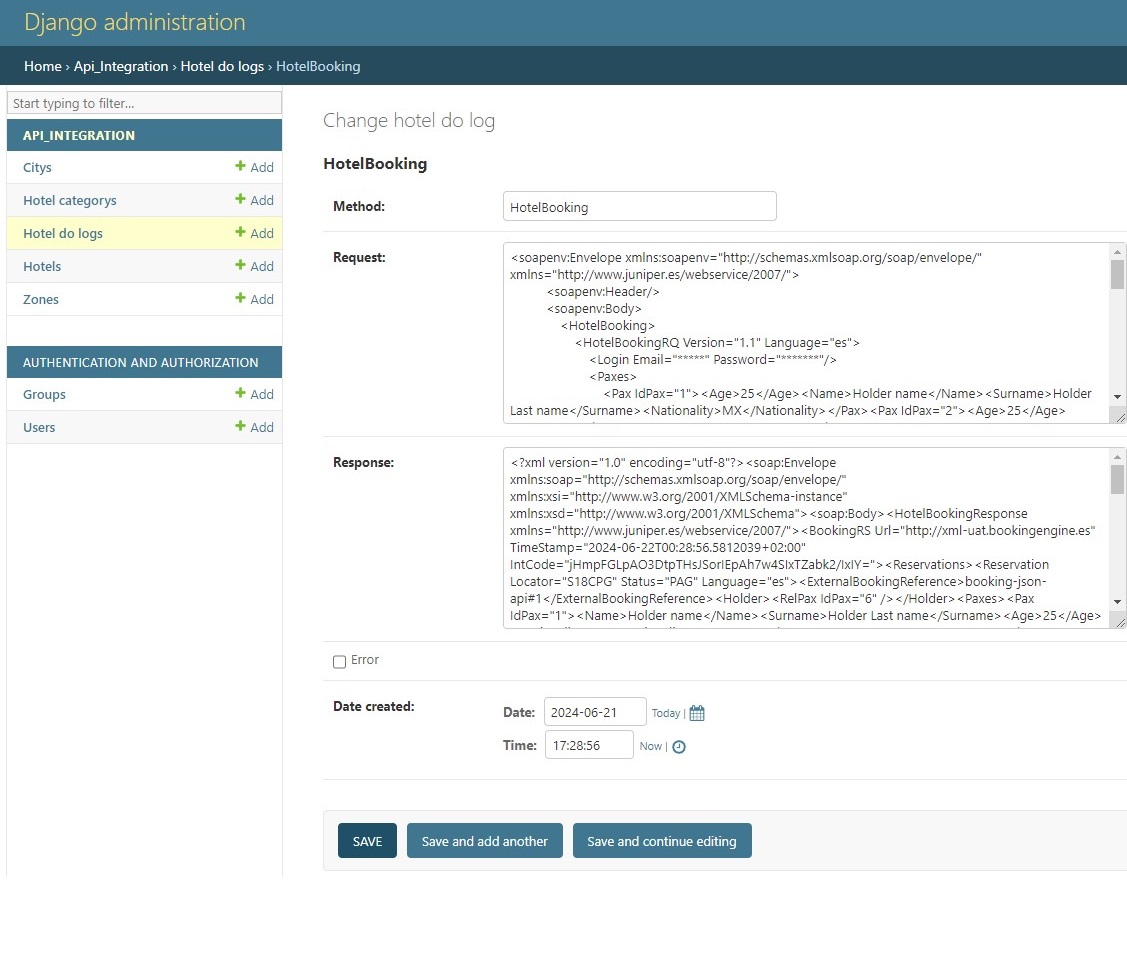 Django administration
Home › Api_Integration › Hotel do logs › HotelBooking
Start typing to filter...
API_INTEGRATION
Citys + Add
Hotel categorys + Add
Hotel do logs + Add
Hotels + Add
Zones + Add
AUTHENTICATION AND AUTHORIZATION
Groups + Add
Users + Add
Change hotel do log
HotelBooking
Method: HotelBooking
Request:
<soapenv:Envelope xmlns:soapenv="http://schemas.xmlsoap.org/soap/envelope/"
xmlns="http://www.juniper.es/webservice/2007/">
<soapenv:Header/>
<soapenv:Body>
<HotelBooking>
<HotelBookingRQ Version="1.1" Language="es">
<Login Email="*****" Password="*******"/>
<Paxes>
<Pax IdPax="1"><Age>25</Age><Name>Holder name</Name><Surname>Holder
Last name</Surname><Nationality>MX</Nationality></Pax><Pax IdPax="2"><Age>25</Age>
Response:
<?xml version="1.0" encoding="utf-8"?><soap:Envelope
xmlns:soap="http://schemas.xmlsoap.org/soap/envelope/"
xmlns:xsi="http://www.w3.org/2001/XMLSchema-instance"
xmlns:xsd="http://www.w3.org/2001/XMLSchema"><soap:Body><HotelBookingResponse
xmlns="http://www.juniper.es/webservice/2007/"><BookingRS Url="http://xml-uat.bookingengine.es"
TimeStamp="2024-06-22T00:28:56.5812039+02:00"
IntCode="jHmpFGLpAO3DtpTHsJSorIEpAh7w4SIxTZabk2/IxIY="><Reservations><Reservation
Locator="S18CPG" Status="PAG" Language="es"><ExternalBookingReference>booking-json-
api#1</ExternalBookingReference><Holder><RelPax IdPax="6" /></Holder><Paxes><Pax
IdPax="1"><Name>Holder name</Name><Surname>Holder Last name</Surname><Age>25</Age>
Error
Date created:
Date: 2024-06-21 Today |
Time: 17:28:56 Now |
SAVE Save and add another Save and continue editing